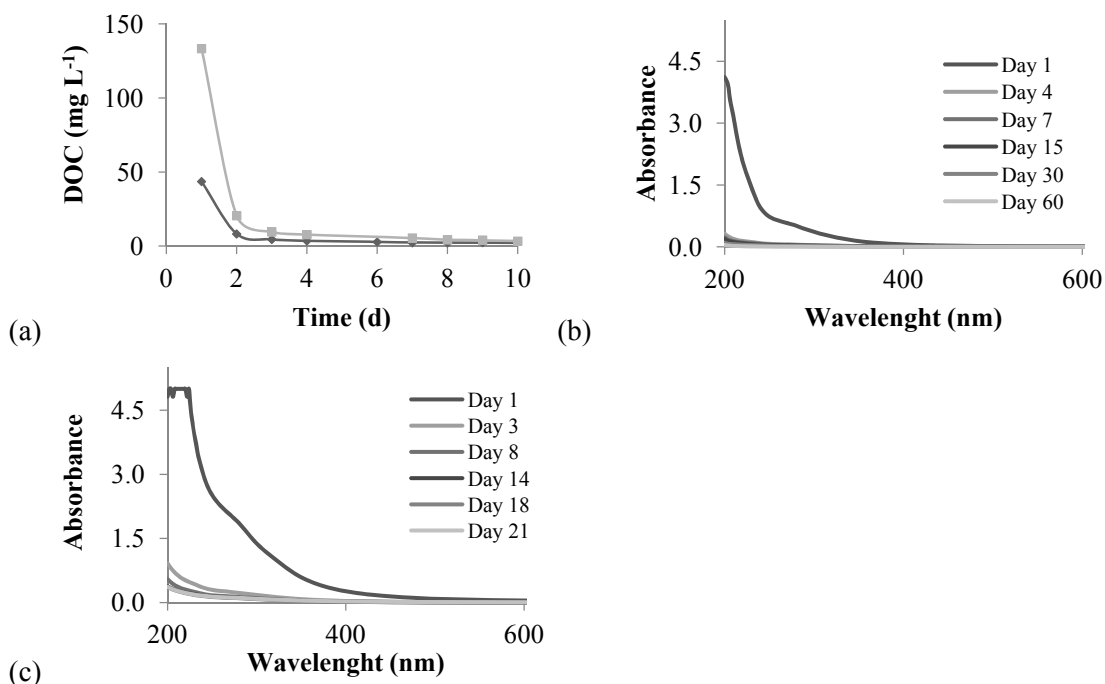 150
100
50
0
DOC (mg L-1)
0 2 4 6 8 10
Time (d)
(a)
4.5
3.0
1.5
0.0
Absorbance
Day 1
Day 4
Day 7
Day 15
Day 30
Day 60
200 400 600
Wavelenght (nm)
(b)
4.5
3.0
1.5
0.0
Absorbance
Day 1
Day 3
Day 8
Day 14
Day 18
Day 21
200 400 600
Wavelenght (nm)
(c)